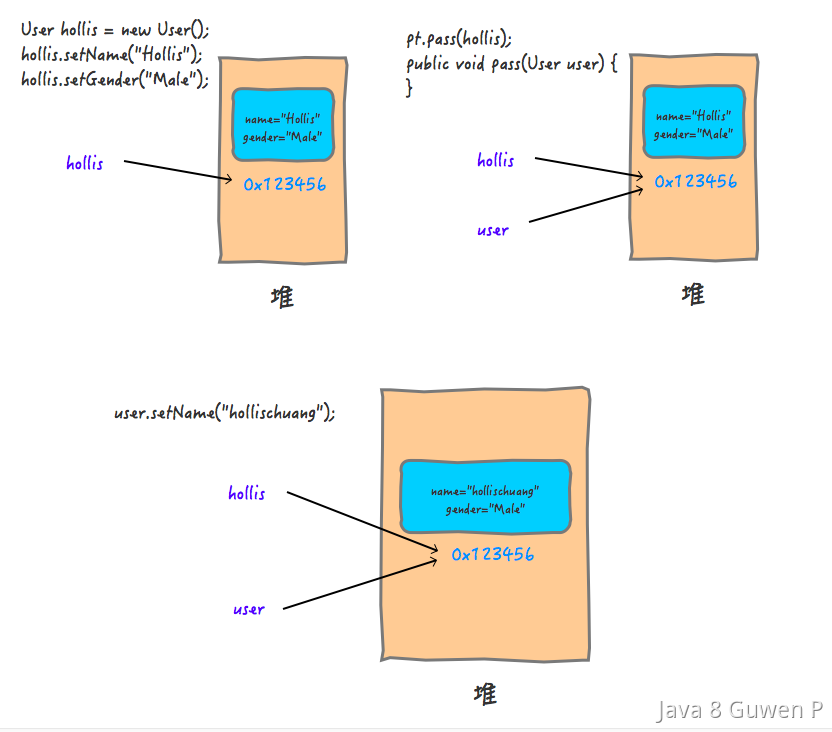 User hollis = new User();
hollis.setName("Hollis");
hollis.setGender("Male");
name="Hollis"
gender="Male"
hollis
0x123456
堆
pt.pass(hollis);
public void pass(User user) {
}
name="Hollis"
gender="Male"
hollis
0x123456
user
堆
user.setName("hollischuang");
name="hollischuang"
gender="Male"
hollis
0x123456
user
堆
Java 8 Guwen P